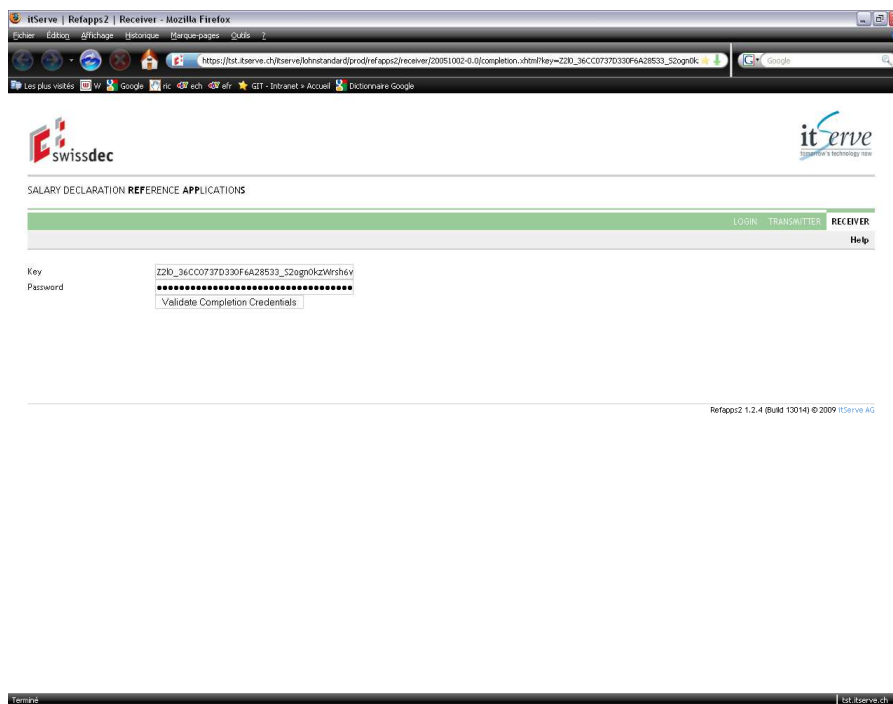 itServe | Refapps2 | Receiver - Mozilla Firefox
Fichier Édition Affichage Historique Marque-pages Outils ?
https://tst.itserve.ch/itserve/lohnstandard/prod/refapps2/receiver/20051002-0.0/completion.xhtml?key=Z2l0_36CC0737D330F6A28533_S2ogn0k
Google
Les plus visités W Google ric ech efr GIT - Intranet » Accueil Dictionnaire Google
swissdec
itServe
tomorrow's technology now
SALARY DECLARATION REFERENCE APPLICATIONS
LOGIN TRANSMITTER RECEIVER
Help
Key Z2l0_36CC0737D330F6A28533_S2ogn0kzWrsh6v
Password ●●●●●●●●●●●●●●●●●●●●●●●●●●●●●●●●●●●
Validate Completion Credentials
Refapps2 1.2.4 (Build 13014) © 2009 itServe AG
Terminé tst.itserve.ch